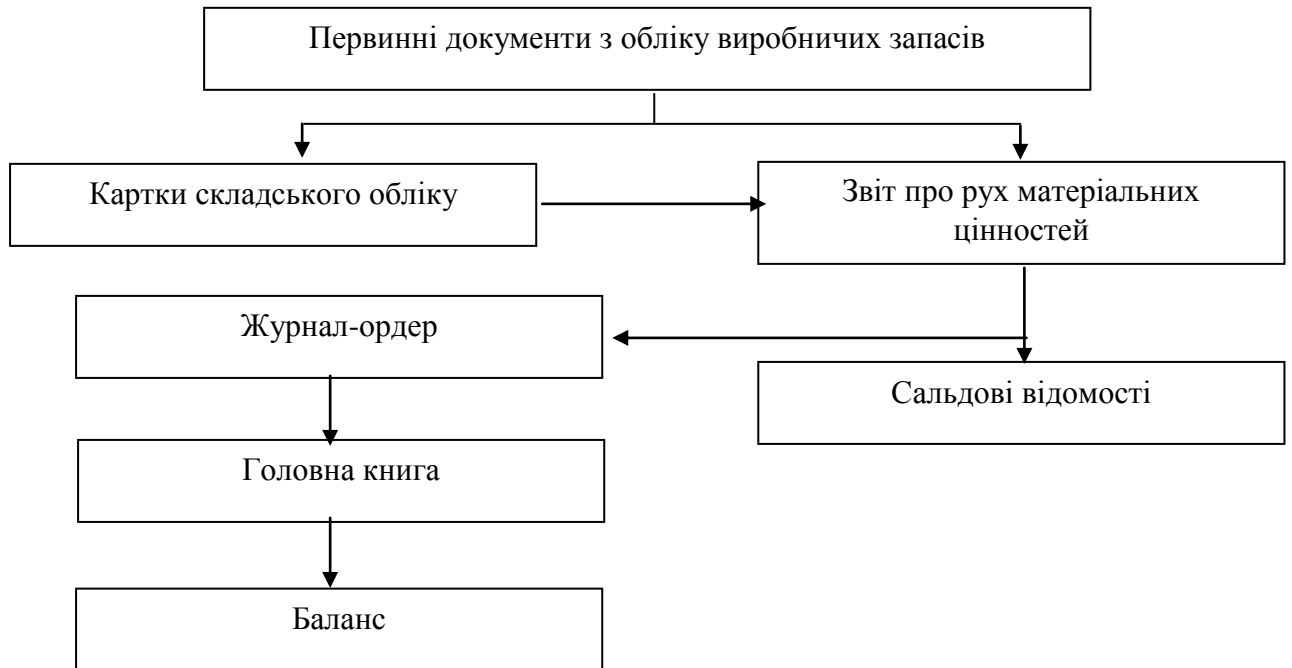 Первинні документи з обліку виробничих запасів
Картки складського обліку
Звіт про рух матеріальних
цінностей
Журнал-ордер
Сальдові відомості
Головна книга
Баланс